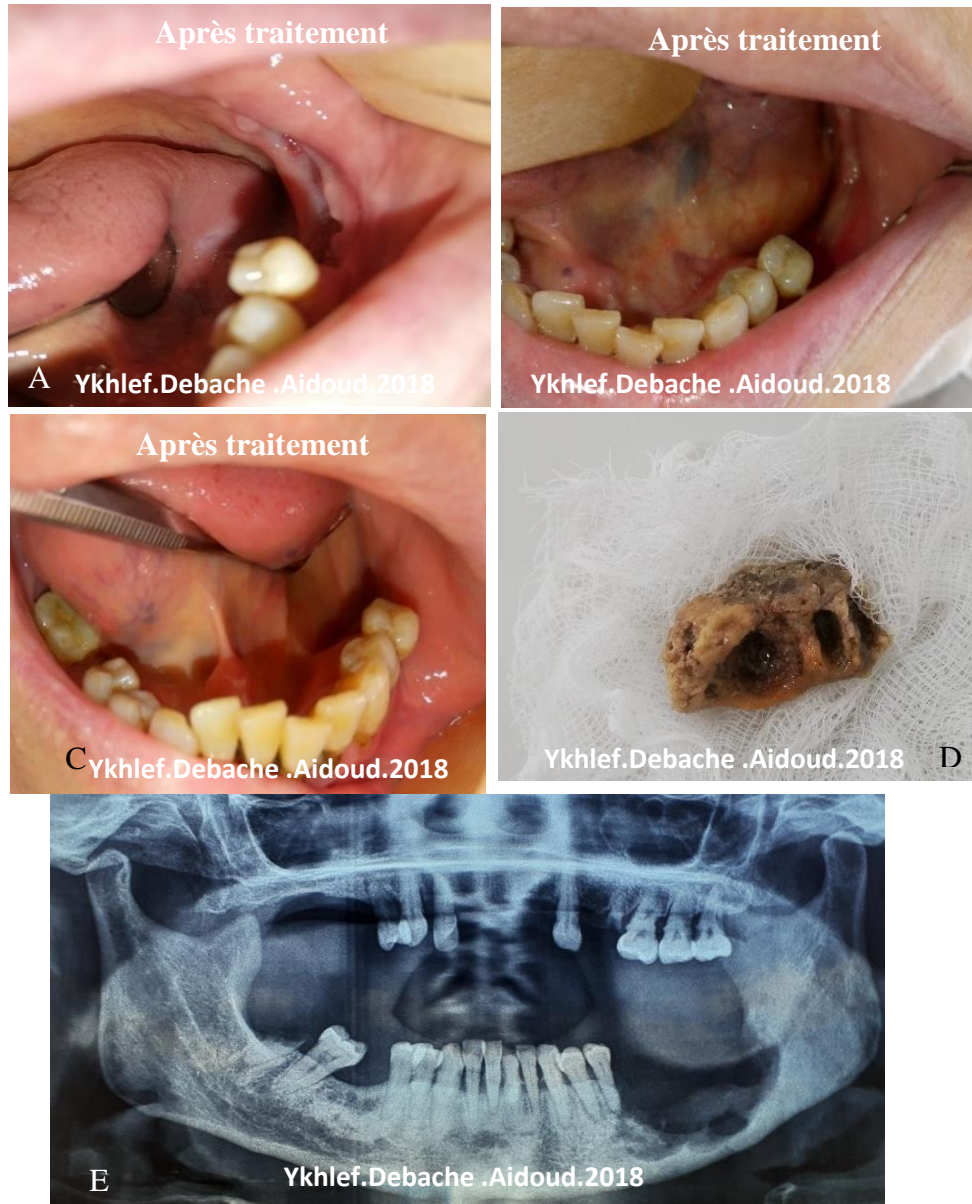 Après traitement
Après traitement
A
Ykhlef.Debache .Aidoud.2018
Ykhlef.Debache .Aidoud.2018
Après traitement
C
Ykhlef.Debache .Aidoud.2018
Ykhlef.Debache .Aidoud.2018
D
E
Ykhlef.Debache .Aidoud.2018